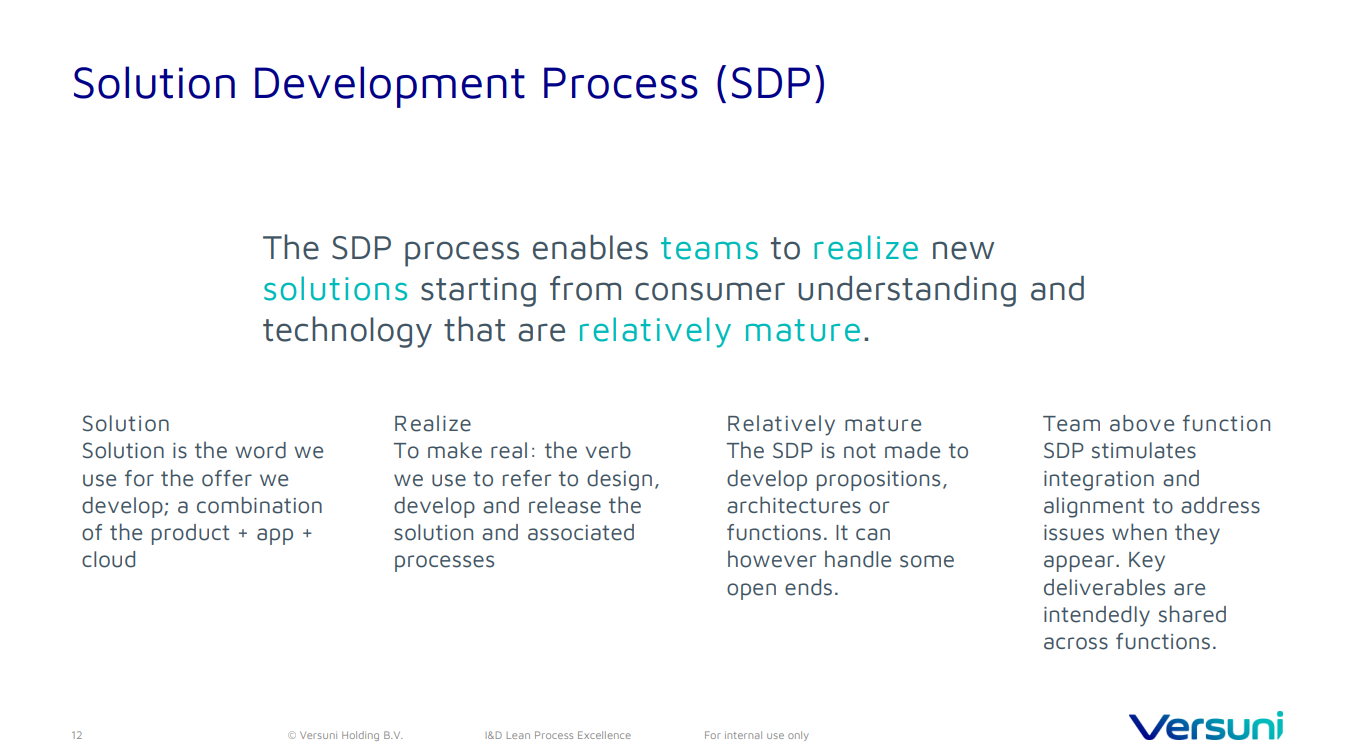 Solution Development Process (SDP)
The SDP process enables teams to realize new
solutions starting from consumer understanding and
technology that are relatively mature.
Solution
Solution is the word we
use for the offer we
develop; a combination
of the product + app +
cloud
Realize
To make real: the verb
we use to refer to design,
develop and release the
solution and associated
processes
Relatively mature
The SDP is not made to
develop propositions,
architectures or
functions. It can
however handle some
open ends.
Team above function
SDP stimulates
integration and
alignment to address
issues when they
appear. Key
deliverables are
intendedly shared
across functions.
12
© Versuni Holding B.V.
I&D Lean Process Excellence
For internal use only
Versuni